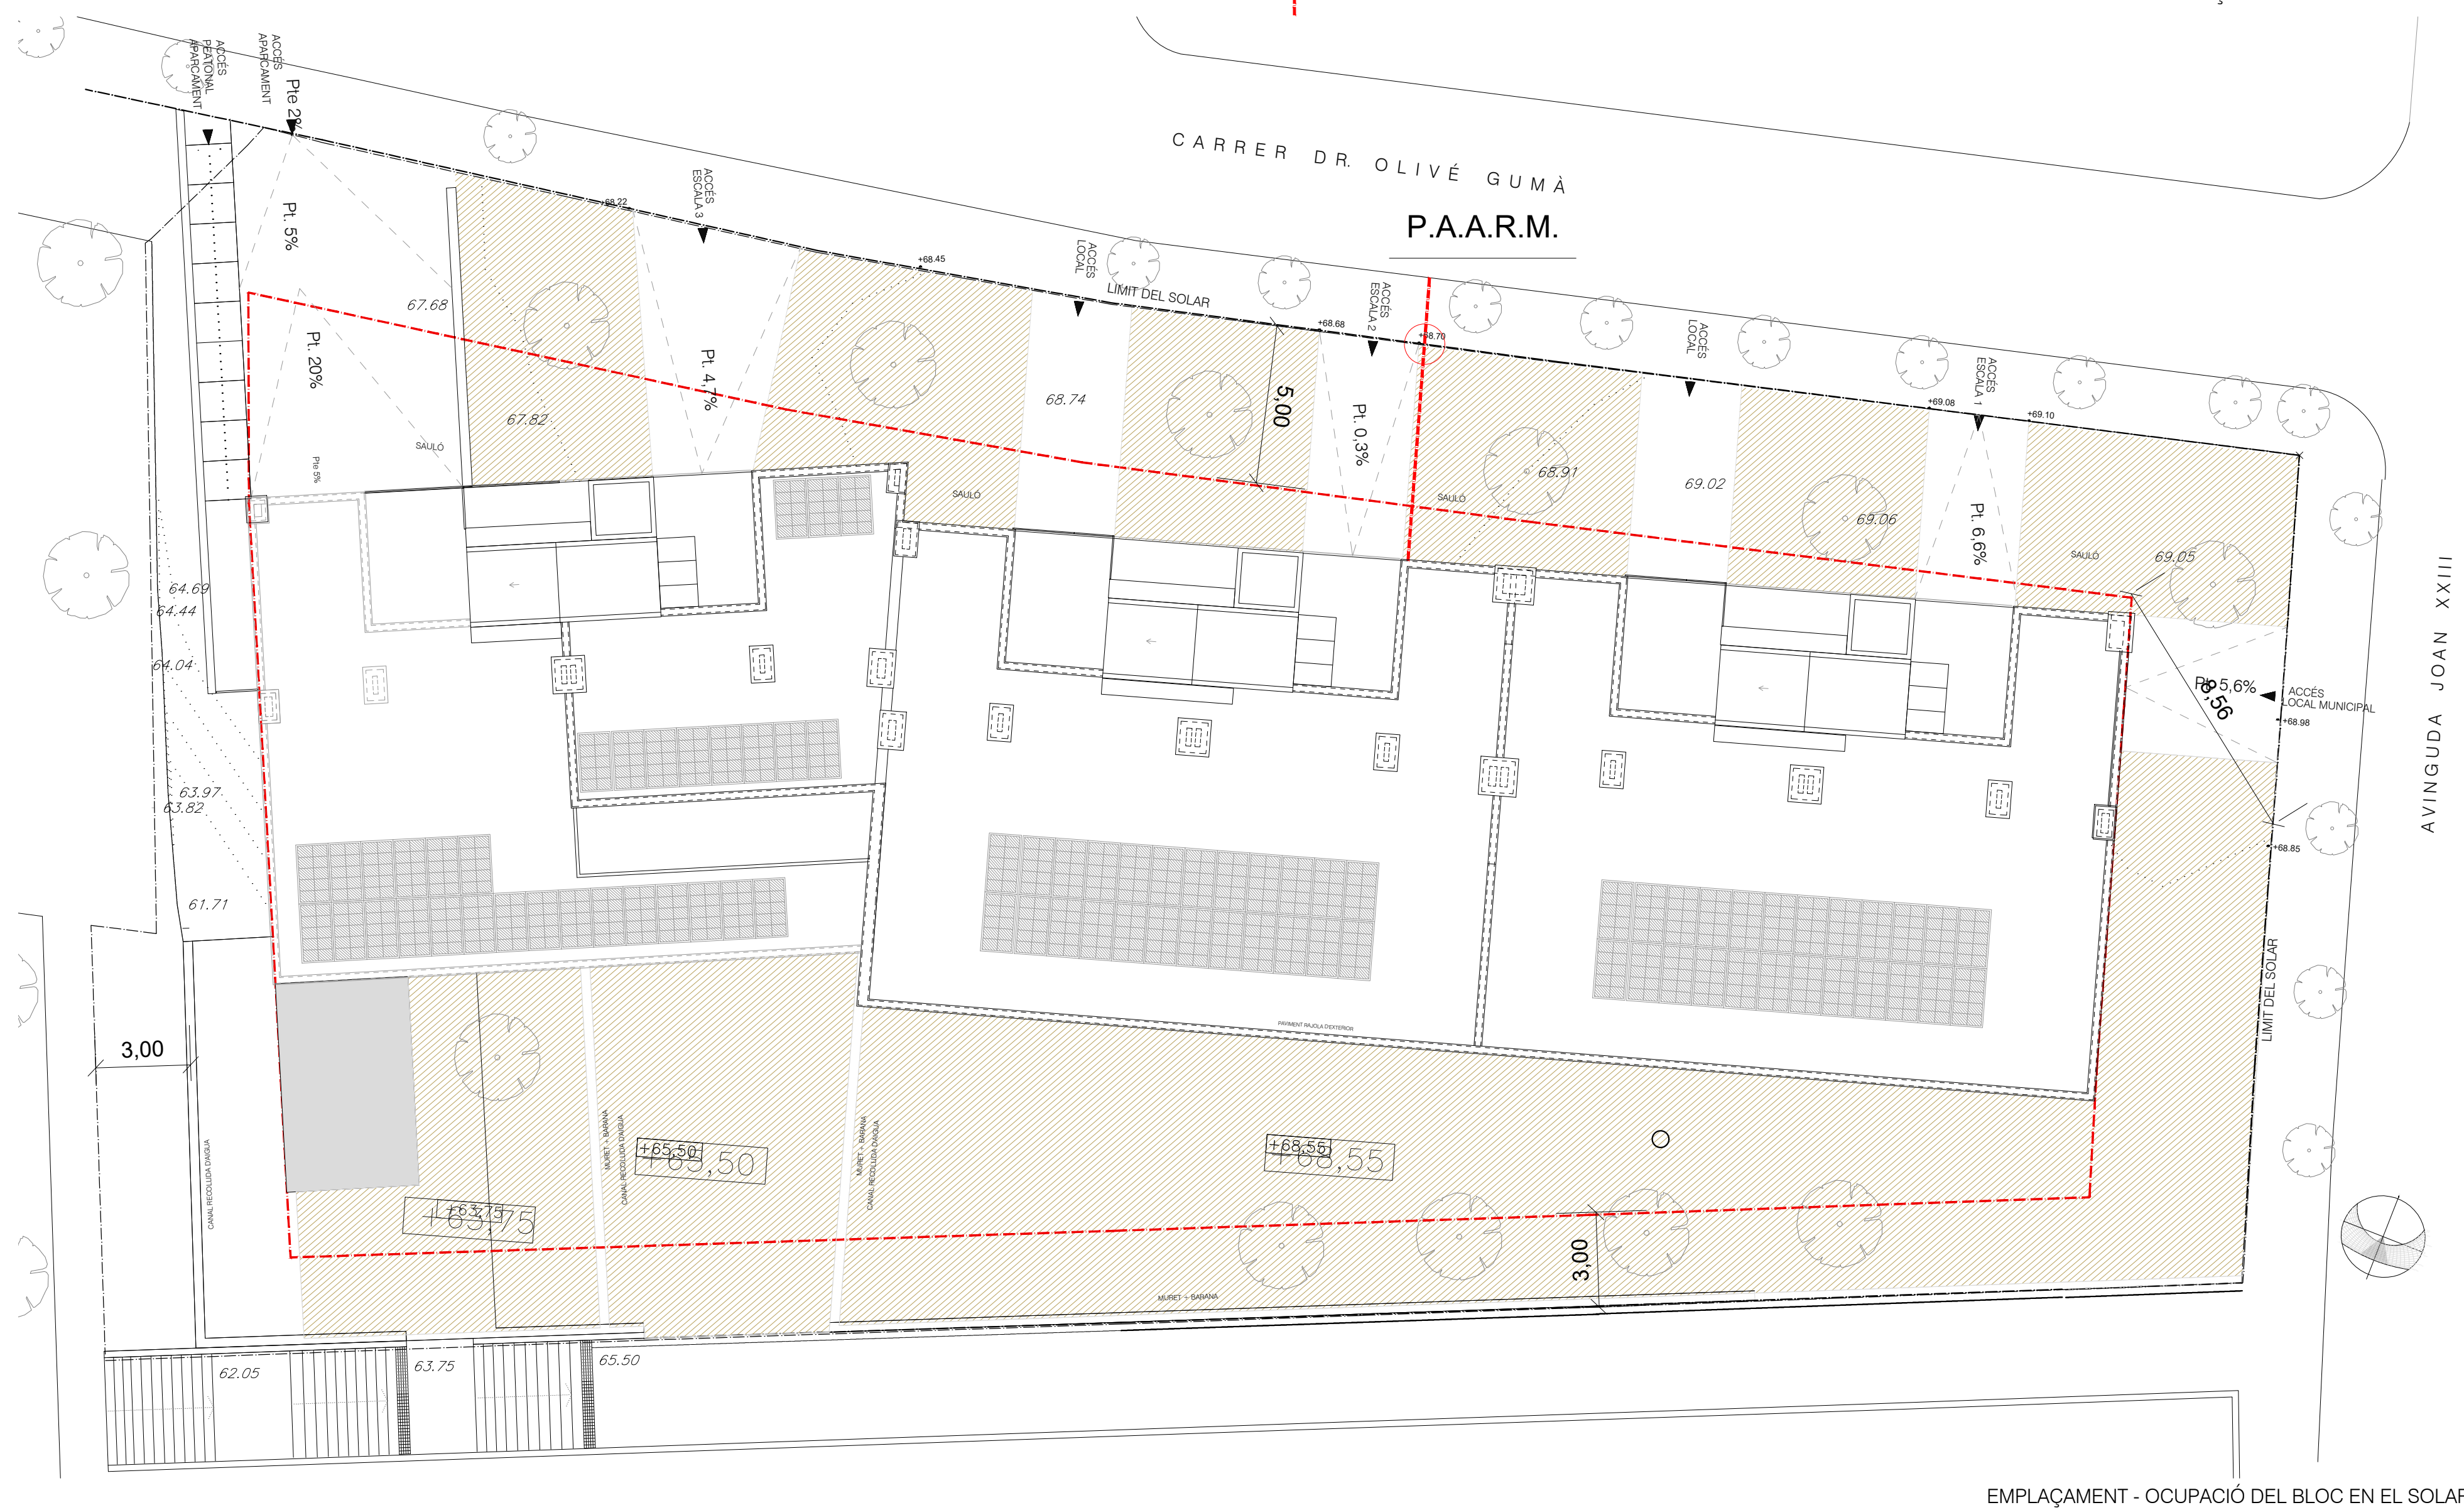 ACCÉS
PEATONAL
APARCAMENT
ACCÉS
APARCAMENT
Pte 2%
Pt. 5%
Pt. 20%
Pte 5%
SAULÓ
67.68
67.82
+68.22
ACCÉS
ESCALA 3
Pt. 4,7%
+68.45
ACCÉS
LOCAL
LÍMIT DEL SOLAR
CARRER DR. OLIVÉ GUMÀ
P.A.A.R.M.
68.74
SAULÓ
5,00
+68.68
ACCÉS
ESCALA 2
+68.70
Pt. 0,3%
SAULÓ
68.91
ACCÉS
LOCAL
69.02
69.06
+69.08
ACCÉS
ESCALA 1
+69.10
Pt. 6,6%
SAULÓ
69.05
Pt. 5,6%
8,56
ACCÉS
LOCAL MUNICIPAL
+68.98
+68.85
AVINGUDA JOAN XXIII
LÍMIT DEL SOLAR
64.69
64.44
64.04
63.97
63.82
61.71
3,00
CANAL RECOLLIDA D'AIGUA
PAVIMENT RAJOLA D'EXTERIOR
MURET + BARANA
CANAL RECOLLIDA D'AIGUA
MURET + BARANA
CANAL RECOLLIDA D'AIGUA
+65,50
+65,50
+68,55
+68,55
+63,75
+63,75
3,00
MURET + BARANA
62.05
63.75
65.50
EMPLAÇAMENT - OCUPACIÓ DEL BLOC EN EL SOLAR